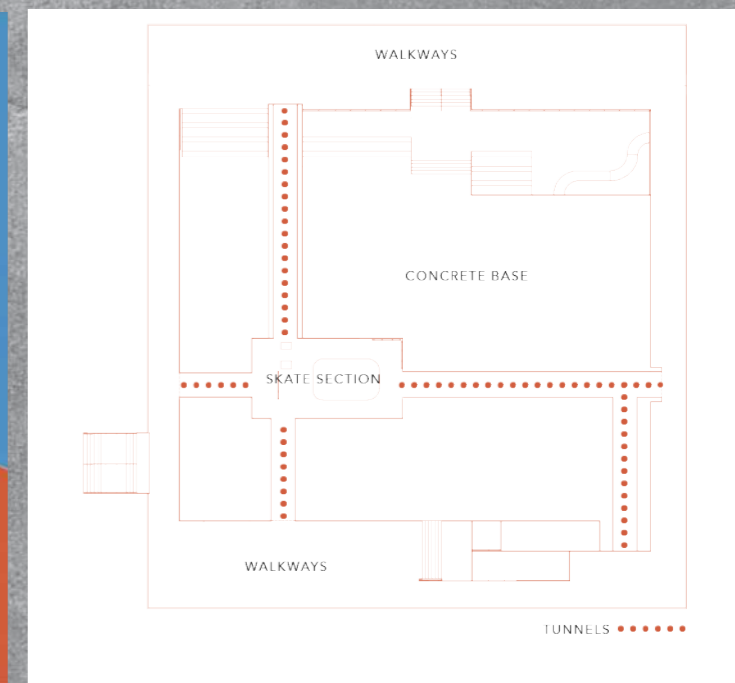 WALKWAYS
CONCRETE BASE
SKATE SECTION
WALKWAYS
TUNNELS